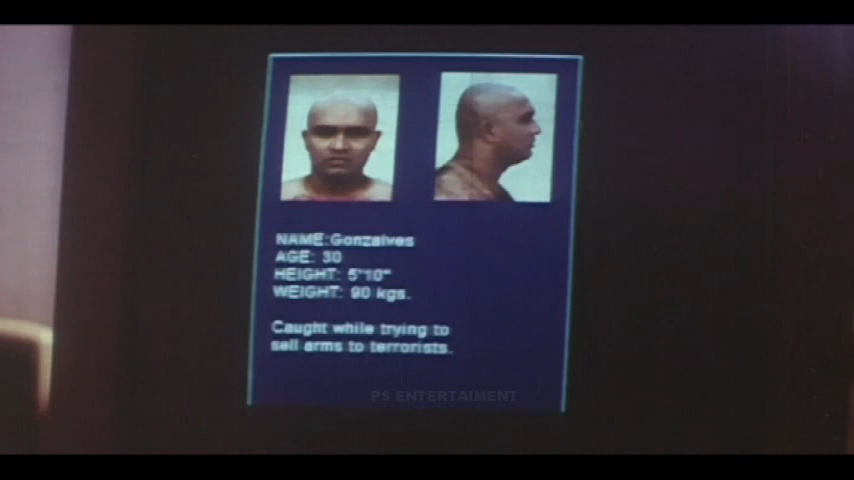 NAME:Gonzalves
AGE: 30
HEIGHT: 5"10"
WEIGHT: 90 kgs.
Caught while trying to
sell arms to terrorists.
PS ENTERTAIMENT